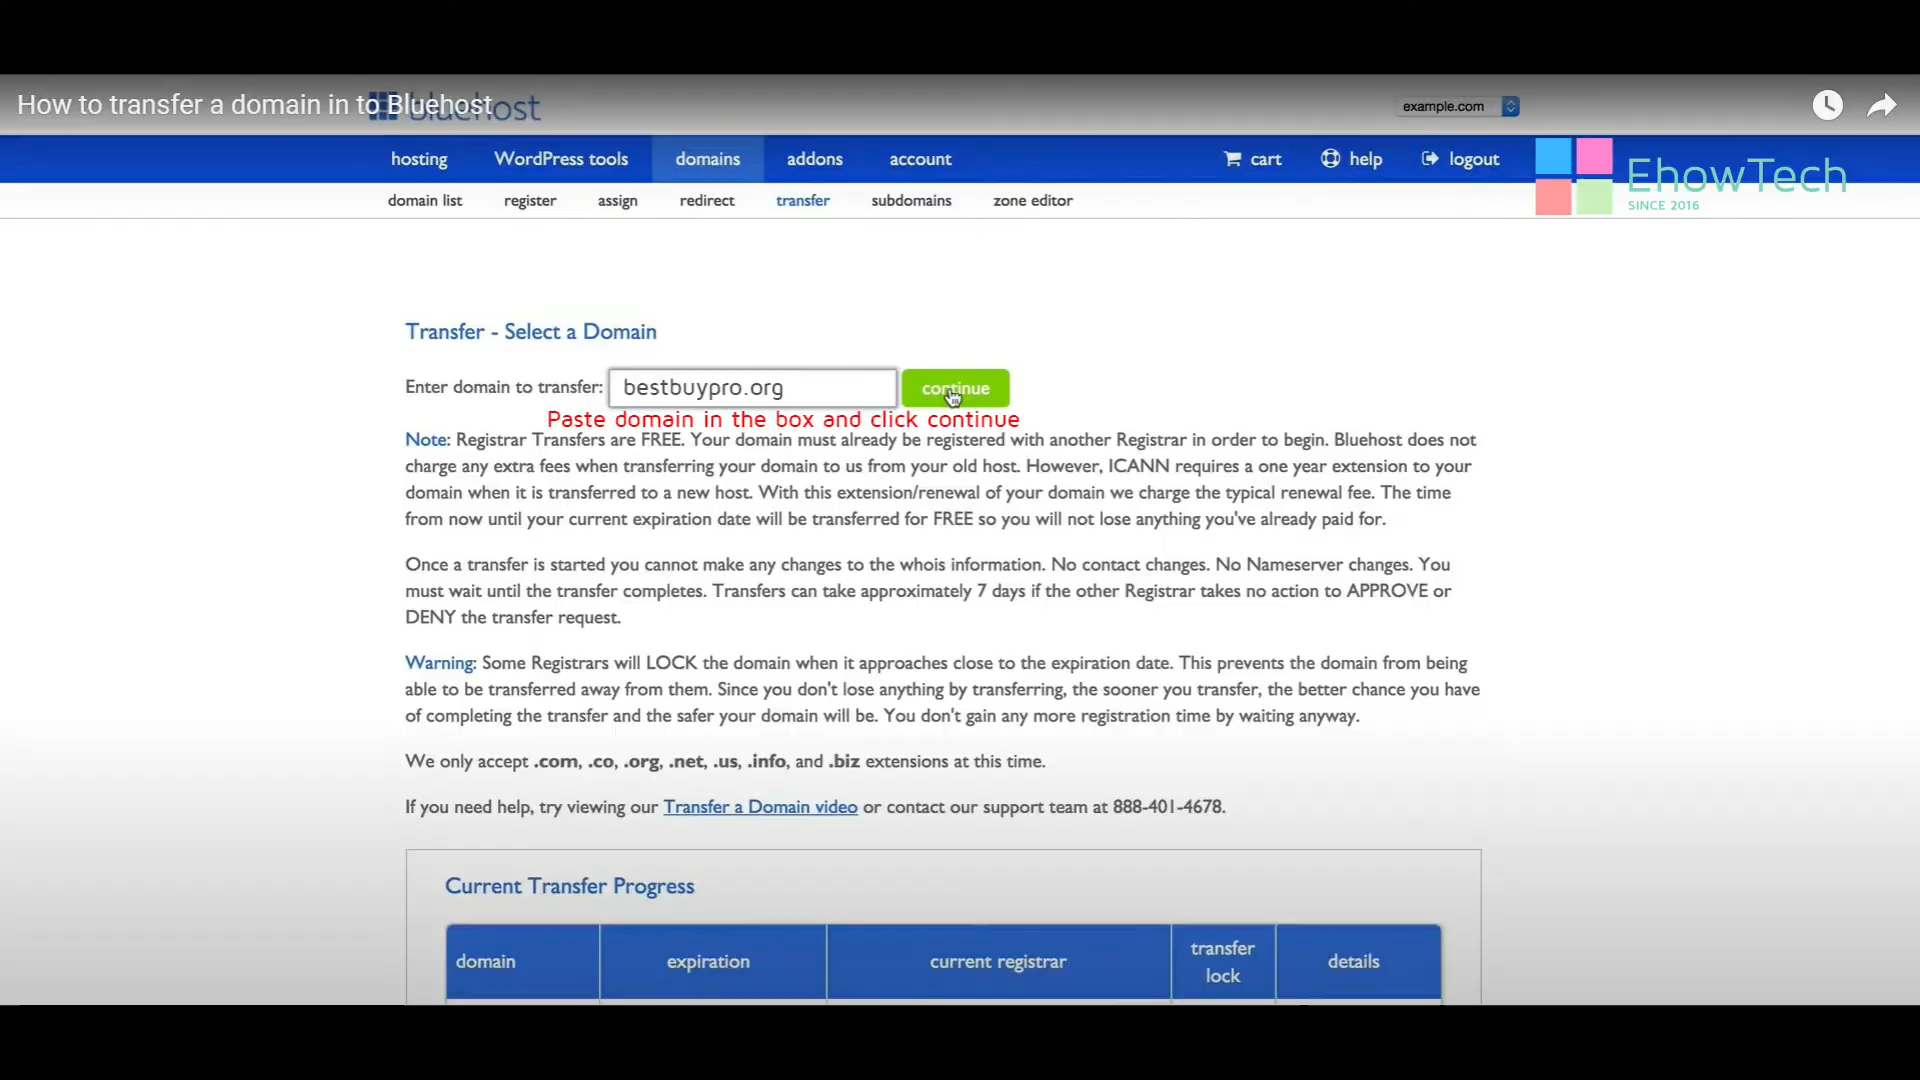 How to transfer a domain in to Bluehost
bluehost
example.com
hosting WordPress tools domains addons account cart help logout
EhowTech
SINCE 2016
domain list register assign redirect transfer subdomains zone editor
Transfer - Select a Domain
Enter domain to transfer: bestbuypro.org continue
Paste domain in the box and click continue
Note: Registrar Transfers are FREE. Your domain must already be registered with another Registrar in order to begin. Bluehost does not
charge any extra fees when transferring your domain to us from your old host. However, ICANN requires a one year extension to your
domain when it is transferred to a new host. With this extension/renewal of your domain we charge the typical renewal fee. The time
from now until your current expiration date will be transferred for FREE so you will not lose anything you've already paid for.
Once a transfer is started you cannot make any changes to the whois information. No contact changes. No Nameserver changes. You
must wait until the transfer completes. Transfers can take approximately 7 days if the other Registrar takes no action to APPROVE or
DENY the transfer request.
Warning: Some Registrars will LOCK the domain when it approaches close to the expiration date. This prevents the domain from being
able to be transferred away from them. Since you don't lose anything by transferring, the sooner you transfer, the better chance you have
of completing the transfer and the safer your domain will be. You don't gain any more registration time by waiting anyway.
We only accept .com, .co, .org, .net, .us, .info, and .biz extensions at this time.
If you need help, try viewing our Transfer a Domain video or contact our support team at 888-401-4678.
Current Transfer Progress
domain expiration current registrar transfer lock details